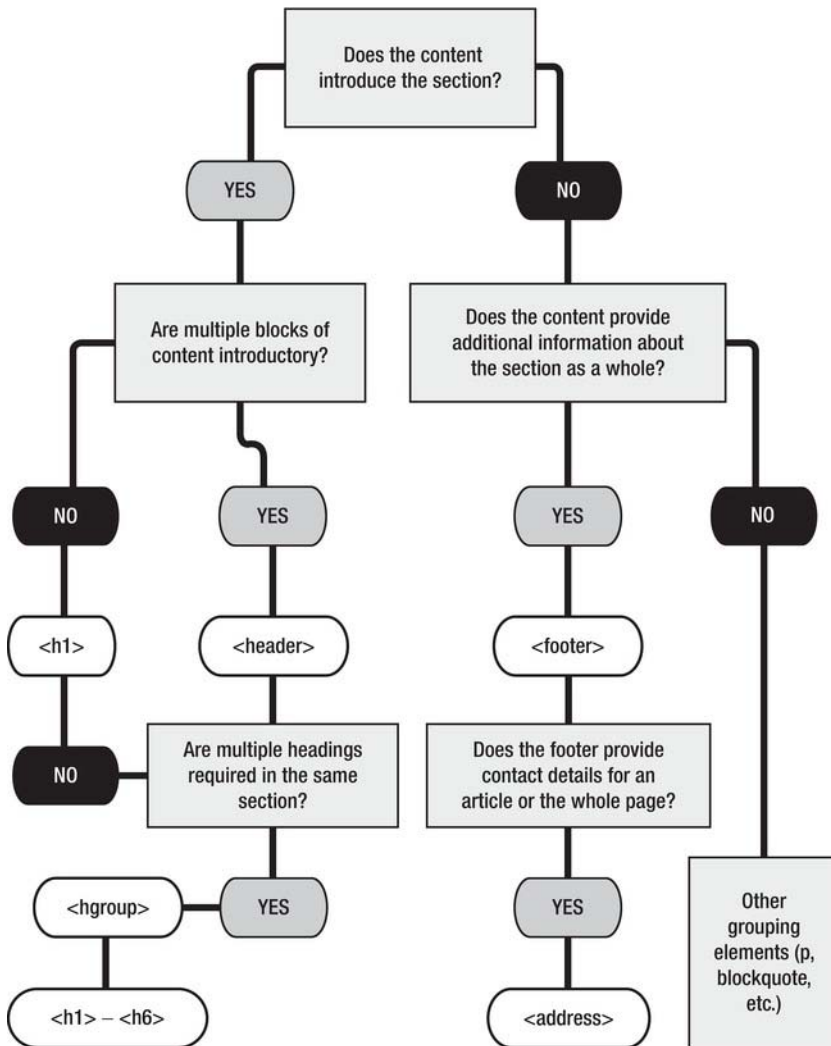 Does the content
introduce the section?
YES
NO
Are multiple blocks of
content introductory?
Does the content provide
additional information about
the section as a whole?
NO
YES
YES
NO
<h1>
<header>
<footer>
NO
Are multiple headings
required in the same
section?
Does the footer provide
contact details for an
article or the whole page?
<hgroup>
YES
YES
Other
grouping
elements (p,
blockquote,
etc.)
<h1> – <h6>
<address>